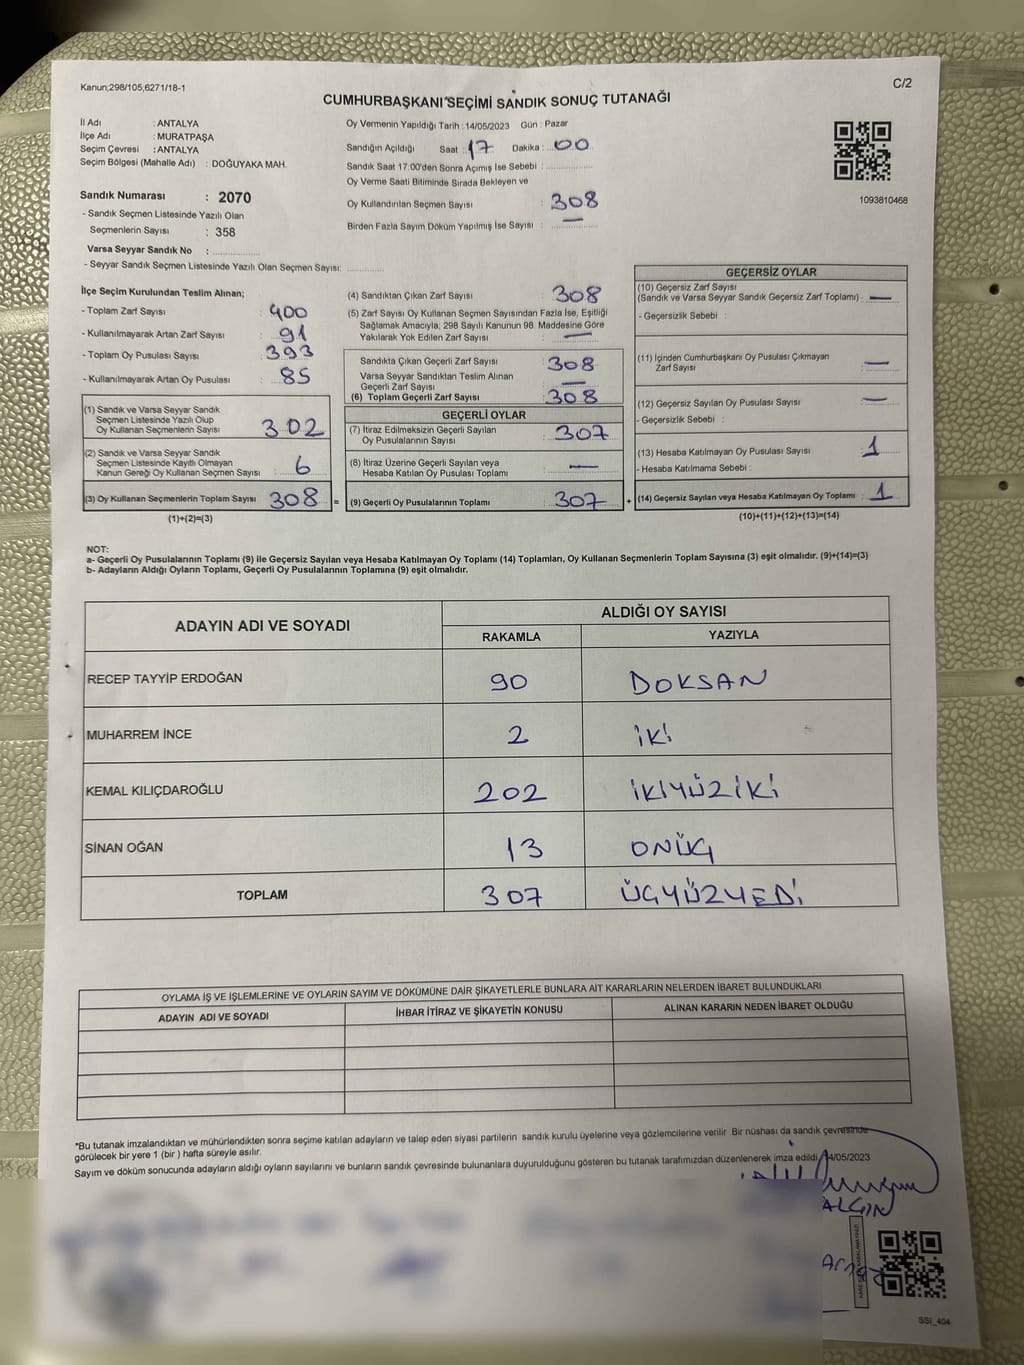 Kanun;298/105,6271/18-1
C/2
CUMHURBAŞKANI SEÇİMİ SANDIK SONUÇ TUTANAĞI
İl Adı : ANTALYA
İlçe Adı : MURATPAŞA
Seçim Çevresi : ANTALYA
Seçim Bölgesi (Mahalle Adı) : DOĞUYAKA MAH.
Sandık Numarası : 2070
- Sandık Seçmen Listesinde Yazılı Olan
Seçmenlerin Sayısı : 358
Varsa Seyyar Sandık No :
- Seyyar Sandık Seçmen Listesinde Yazılı Olan Seçmen Sayısı:
Oy Vermenin Yapıldığı Tarih : 14/05/2023 Gün : Pazar
Sandığın Açıldığı Saat : 17 Dakika : 00
Sandık Saat 17:00'den Sonra Açımış İse Sebebi :
Oy Verme Saati Bitiminde Sırada Bekleyen ve
Oy Kullandırılan Seçmen Sayısı : 308
Birden Fazla Sayım Döküm Yapılmış İse Sayısı : —
1093810468
İlçe Seçim Kurulundan Teslim Alınan;
- Toplam Zarf Sayısı : 400
- Kullanılmayarak Artan Zarf Sayısı : 91
- Toplam Oy Pusulası Sayısı : 393
- Kullanılmayarak Artan Oy Pusulası : 85
(1) Sandık ve Varsa Seyyar Sandık
Seçmen Listesinde Yazılı Olup
Oy Kullanan Seçmenlerin Sayısı 302
(2) Sandık ve Varsa Seyyar Sandık
Seçmen Listesinde Kayıtlı Olmayan
Kanun Gereği Oy Kullanan Seçmen Sayısı 6
(3) Oy Kullanan Seçmenlerin Toplam Sayısı 308 =
(1)+(2)=(3)
(4) Sandıktan Çıkan Zarf Sayısı : 308
(5) Zarf Sayısı Oy Kullanan Seçmen Sayısından Fazla İse, Eşitliği
Sağlamak Amacıyla, 298 Sayılı Kanunun 98. Maddesine Göre
Yakılarak Yok Edilen Zarf Sayısı : —
Sandıkta Çıkan Geçerli Zarf Sayısı : 308
Varsa Seyyar Sandıktan Teslim Alınan
Geçerli Zarf Sayısı : —
(6) Toplam Geçerli Zarf Sayısı : 308
GEÇERLİ OYLAR
(7) İtiraz Edilmeksizin Geçerli Sayılan
Oy Pusulalarının Sayısı : 307
(8) İtiraz Üzerine Geçerli Sayılan veya
Hesaba Katılan Oy Pusulası Toplamı : —
(9) Geçerli Oy Pusulalarının Toplamı : 307 +
GEÇERSİZ OYLAR
(10) Geçersiz Zarf Sayısı
(Sandık ve Varsa Seyyar Sandık Geçersiz Zarf Toplamı) : —
- Geçersizlik Sebebi :
(11) İçinden Cumhurbaşkanı Oy Pusulası Çıkmayan
Zarf Sayısı : —
(12) Geçersiz Sayılan Oy Pusulası Sayısı : —
- Geçersizlik Sebebi :
(13) Hesaba Katılmayan Oy Pusulası Sayısı : 1
- Hesaba Katılmama Sebebi :
(14) Geçersiz Sayılan veya Hesaba Katılmayan Oy Toplamı : 1
(10)+(11)+(12)+(13)=(14)
NOT:
a- Geçerli Oy Pusulalarının Toplamı (9) ile Geçersiz Sayılan veya Hesaba Katılmayan Oy Toplamı (14) Toplamları, Oy Kullanan Seçmenlerin Toplam Sayısına (3) eşit olmalıdır. (9)+(14)=(3)
b- Adayların Aldığı Oyların Toplamı, Geçerli Oy Pusulalarının Toplamına (9) eşit olmalıdır.
ADAYIN ADI VE SOYADI
ALDIĞI OY SAYISI
RAKAMLA YAZIYLA
RECEP TAYYİP ERDOĞAN 90 DOKSAN
MUHARREM İNCE 2 İKİ
KEMAL KILIÇDAROĞLU 202 İKİYÜZİKİ
SİNAN OĞAN 13 ONÜÇ
TOPLAM 307 ÜÇYÜZYEDİ
OYLAMA İŞ VE İŞLEMLERİNE VE OYLARIN SAYIM VE DÖKÜMÜNE DAİR ŞİKAYETLERLE BUNLARA AİT KARARLARIN NELERDEN İBARET BULUNDUKLARI
ADAYIN ADI VE SOYADI İHBAR İTİRAZ VE ŞİKAYETİN KONUSU ALINAN KARARIN NEDEN İBARET OLDUĞU
*Bu tutanak imzalandıktan ve mühürlendikten sonra seçime katılan adayların ve talep eden siyasi partilerin sandık kurulu üyelerine veya gözlemcilerine verilir. Bir nüshası da sandık çevresinde
görülecek bir yere 1 (bir) hafta süreyle asılır.
Sayım ve döküm sonucunda adayların aldığı oyların sayılarını ve bunların sandık çevresinde bulunanlara duyurulduğunu gösteren bu tutanak tarafımızdan düzenlenerek imza edildi. 14/05/2023
ALGIN
SSİ_404